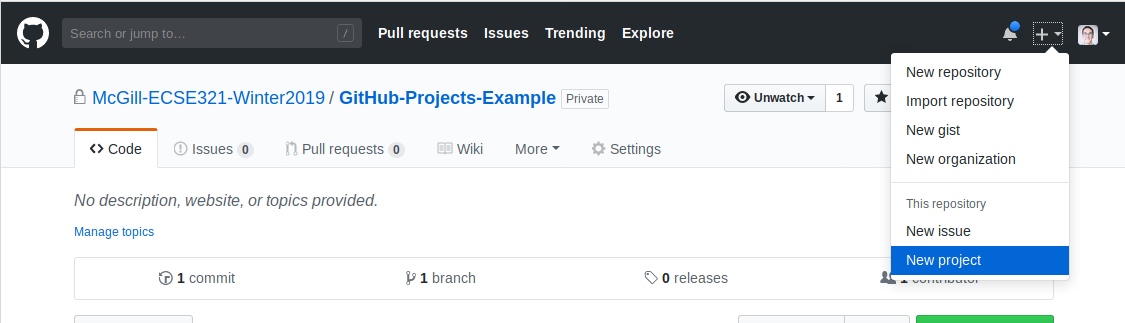 Search or jump to… /
Pull requests Issues Trending Explore
New repository
Import repository
New gist
New organization
This repository
New issue
New project
McGill-ECSE321-Winter2019 / GitHub-Projects-Example Private
Unwatch 1
Code Issues 0 Pull requests 0 Wiki More Settings
No description, website, or topics provided.
Manage topics
1 commit 1 branch 0 releases 1 contributor